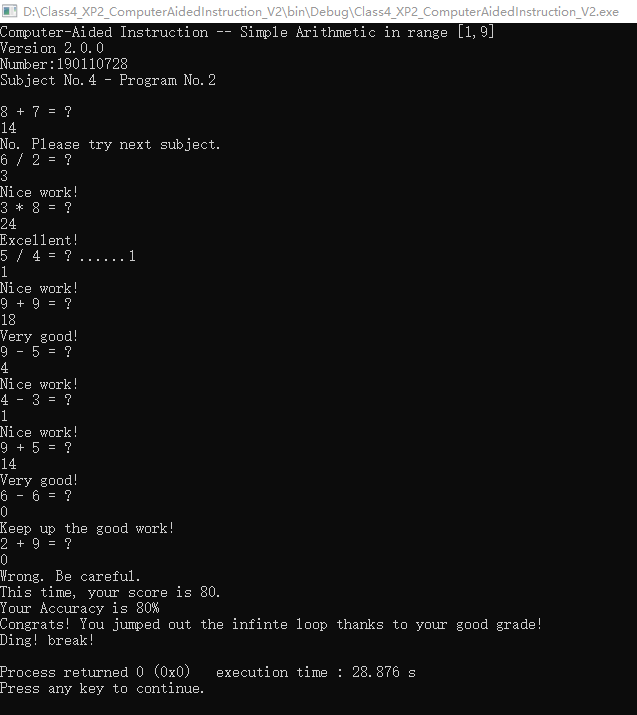 D:\Class4_XP2_ComputerAidedInstruction_V2\bin\Debug\Class4_XP2_ComputerAidedInstruction_V2.exe
Computer-Aided Instruction -- Simple Arithmetic in range [1,9]
Version 2.0.0
Number:190110728
Subject No.4 - Program No.2
8 + 7 = ?
14
No. Please try next subject.
6 / 2 = ?
3
Nice work!
3 * 8 = ?
24
Excellent!
5 / 4 = ? ......1
1
Nice work!
9 + 9 = ?
18
Very good!
9 - 5 = ?
4
Nice work!
4 - 3 = ?
1
Nice work!
9 + 5 = ?
14
Very good!
6 - 6 = ?
0
Keep up the good work!
2 + 9 = ?
0
Wrong. Be careful.
This time, your score is 80.
Your Accuracy is 80%
Congrats! You jumped out the infinte loop thanks to your good grade!
Ding! break!
Process returned 0 (0x0)   execution time : 28.876 s
Press any key to continue.